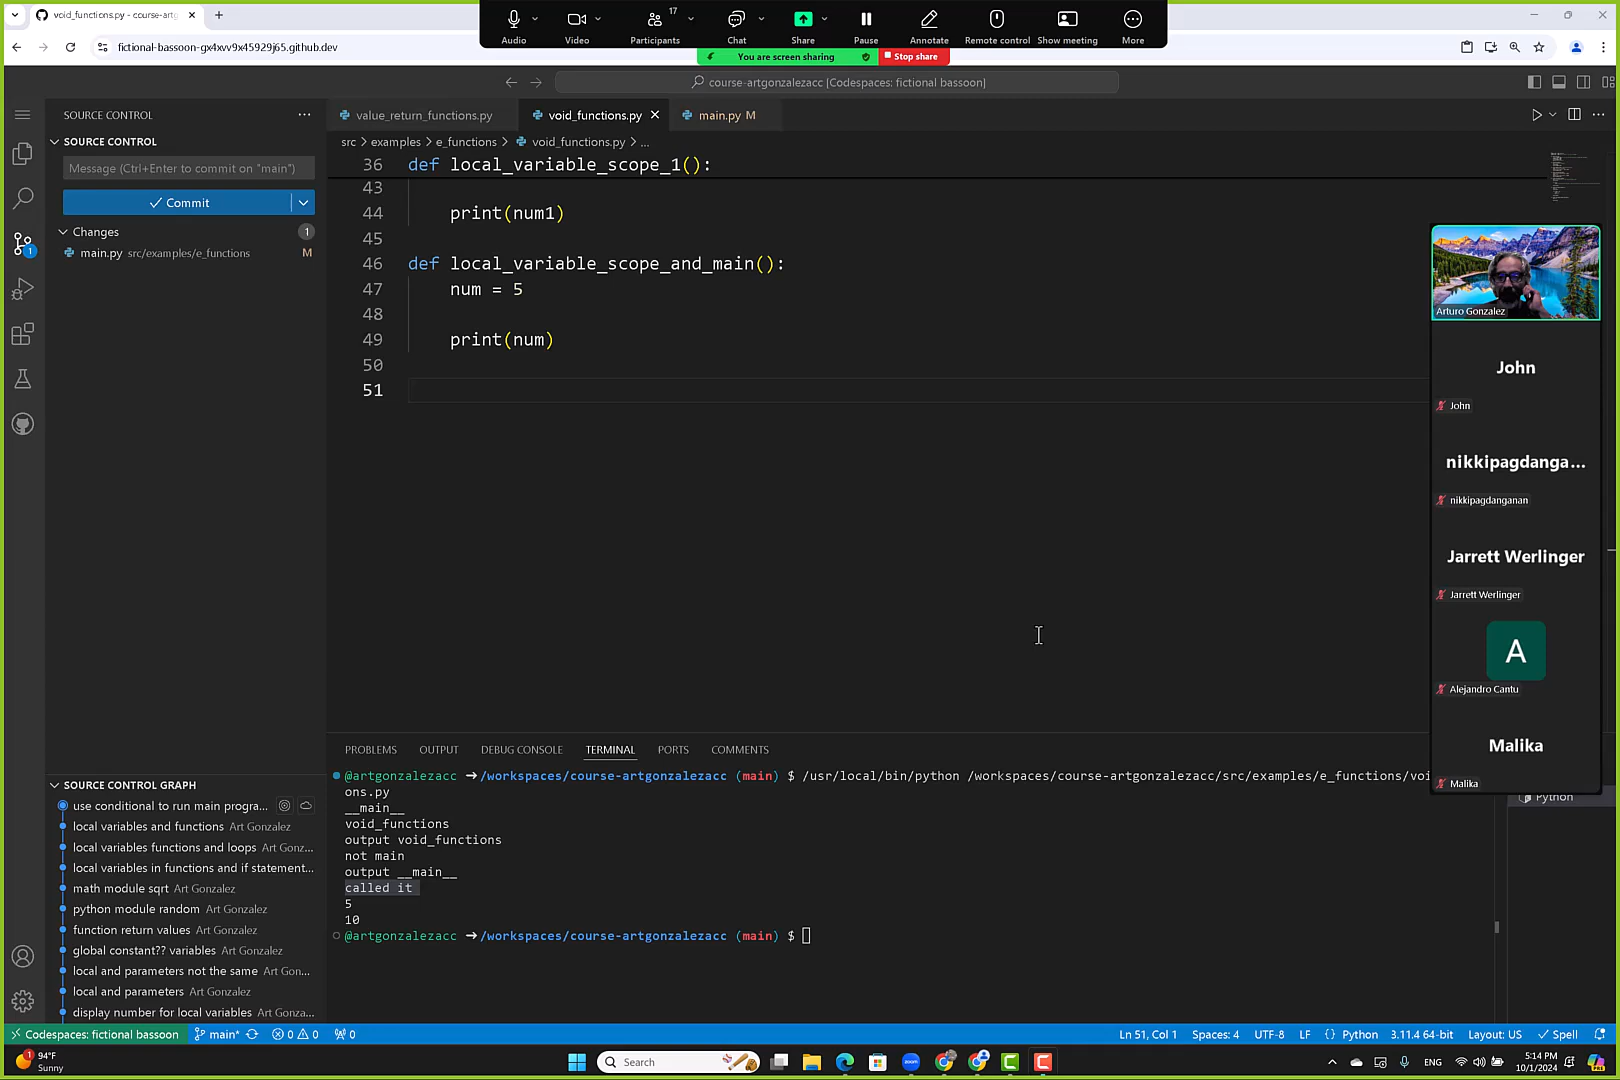 void_functions.py - course-artg
fictional-bassoon-gx4xvv9x45929j65.github.dev
Audio
Video
17
Participants
Chat
Share
Pause
Annotate
Remote control
Show meeting
More
You are screen sharing
Stop share
course-artgonzalezacc [Codespaces: fictional bassoon]
SOURCE CONTROL
SOURCE CONTROL
Message (Ctrl+Enter to commit on "main")
Commit
Changes
1
main.py src/examples/e_functions M
1
value_return_functions.py
void_functions.py
main.py M
src > examples > e_functions > void_functions.py > ...
36 def local_variable_scope_1():
43
44 print(num1)
45
46 def local_variable_scope_and_main():
47 num = 5
48
49 print(num)
50
51
Arturo Gonzalez
John
John
nikkipagdanga...
nikkipagdanganan
Jarrett Werlinger
Jarrett Werlinger
A
Alejandro Cantu
Malika
Malika
PROBLEMS
OUTPUT
DEBUG CONSOLE
TERMINAL
PORTS
COMMENTS
@artgonzalezacc ➜/workspaces/course-artgonzalezacc (main) $ /usr/local/bin/python /workspaces/course-artgonzalezacc/src/examples/e_functions/voi
ons.py
__main__
void_functions
output void_functions
not main
output __main__
called it
5
10
@artgonzalezacc ➜/workspaces/course-artgonzalezacc (main) $
Python
SOURCE CONTROL GRAPH
use conditional to run main progra...
local variables and functions Art Gonzalez
local variables functions and loops Art Gonz...
local variables in functions and if statement...
math module sqrt Art Gonzalez
python module random Art Gonzalez
function return values Art Gonzalez
global constant?? variables Art Gonzalez
local and parameters not the same Art Gon...
local and parameters Art Gonzalez
display number for local variables Art Gonza...
Codespaces: fictional bassoon
main*
0 0
0
Ln 51, Col 1
Spaces: 4
UTF-8
LF
{} Python
3.11.4 64-bit
Layout: US
Spell
1
94°F
Sunny
Search
ENG
5:14 PM
10/1/2024